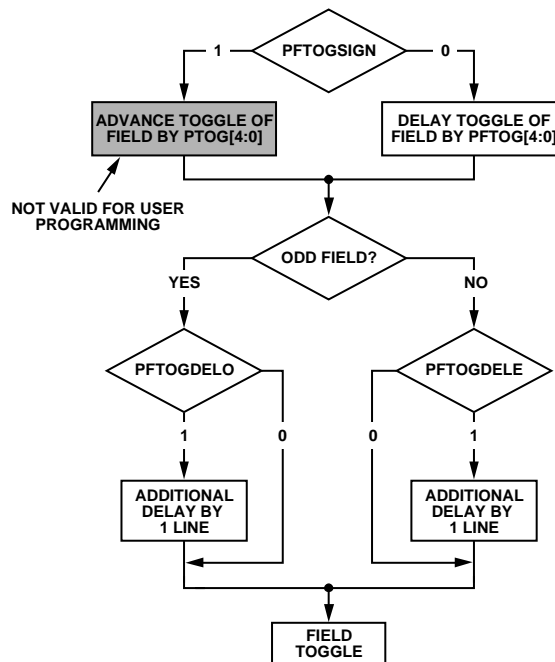 1
PFTOGSIGN
0
ADVANCE TOGGLE OF
FIELD BY PTOG[4:0]
DELAY TOGGLE OF
FIELD BY PFTOG[4:0]
NOT VALID FOR USER
PROGRAMMING
ODD FIELD?
YES
NO
PFTOGDELO
PFTOGDELE
1
0
0
1
ADDITIONAL
DELAY BY
1 LINE
ADDITIONAL
DELAY BY
1 LINE
FIELD
TOGGLE